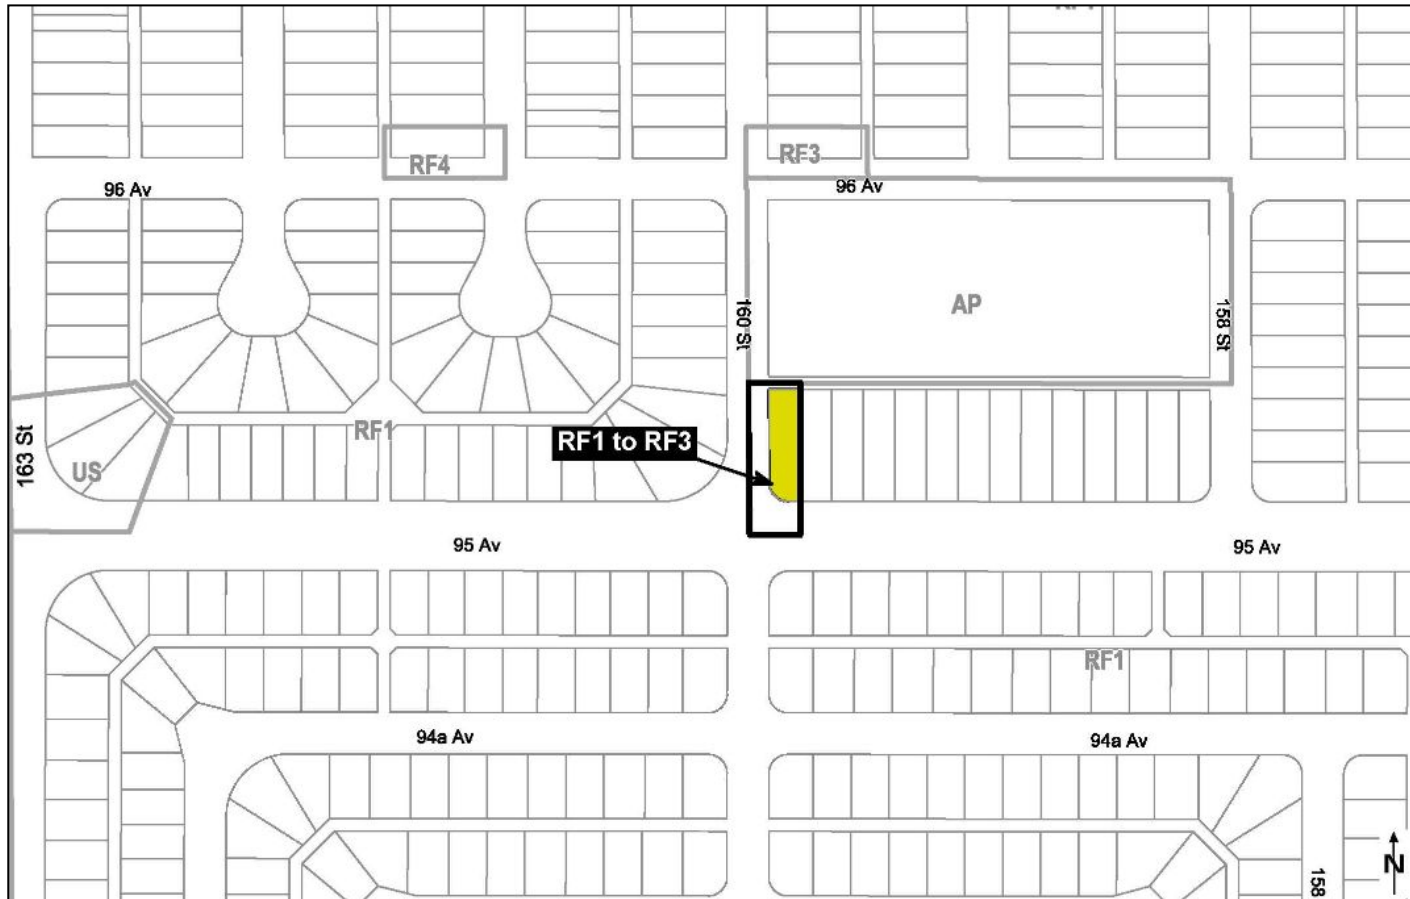 RF4
RF3
96 Av
96 Av
160 St
AP
158 St
RF1
RF1 to RF3
163 St
US
95 Av
95 Av
RF1
94a Av
94a Av
158
N